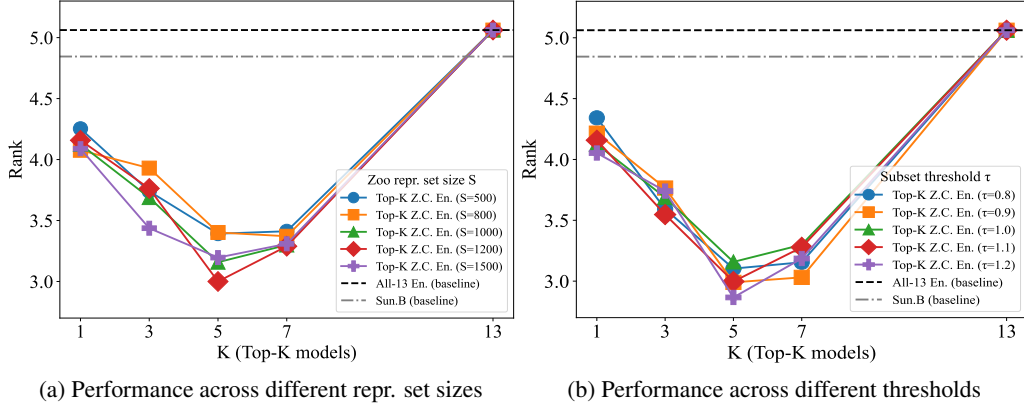 5.0
4.5
4.0
3.5
3.0
Rank
1
3
5
7
13
K (Top-K models)
Zoo repr. set size S
Top-K Z.C. En. (S=500)
Top-K Z.C. En. (S=800)
Top-K Z.C. En. (S=1000)
Top-K Z.C. En. (S=1200)
Top-K Z.C. En. (S=1500)
All-13 En. (baseline)
Sun.B (baseline)
(a) Performance across different repr. set sizes
5.0
4.5
4.0
3.5
3.0
Rank
1
3
5
7
13
K (Top-K models)
Subset threshold τ
Top-K Z.C. En. (τ=0.8)
Top-K Z.C. En. (τ=0.9)
Top-K Z.C. En. (τ=1.0)
Top-K Z.C. En. (τ=1.1)
Top-K Z.C. En. (τ=1.2)
All-13 En. (baseline)
Sun.B (baseline)
(b) Performance across different thresholds